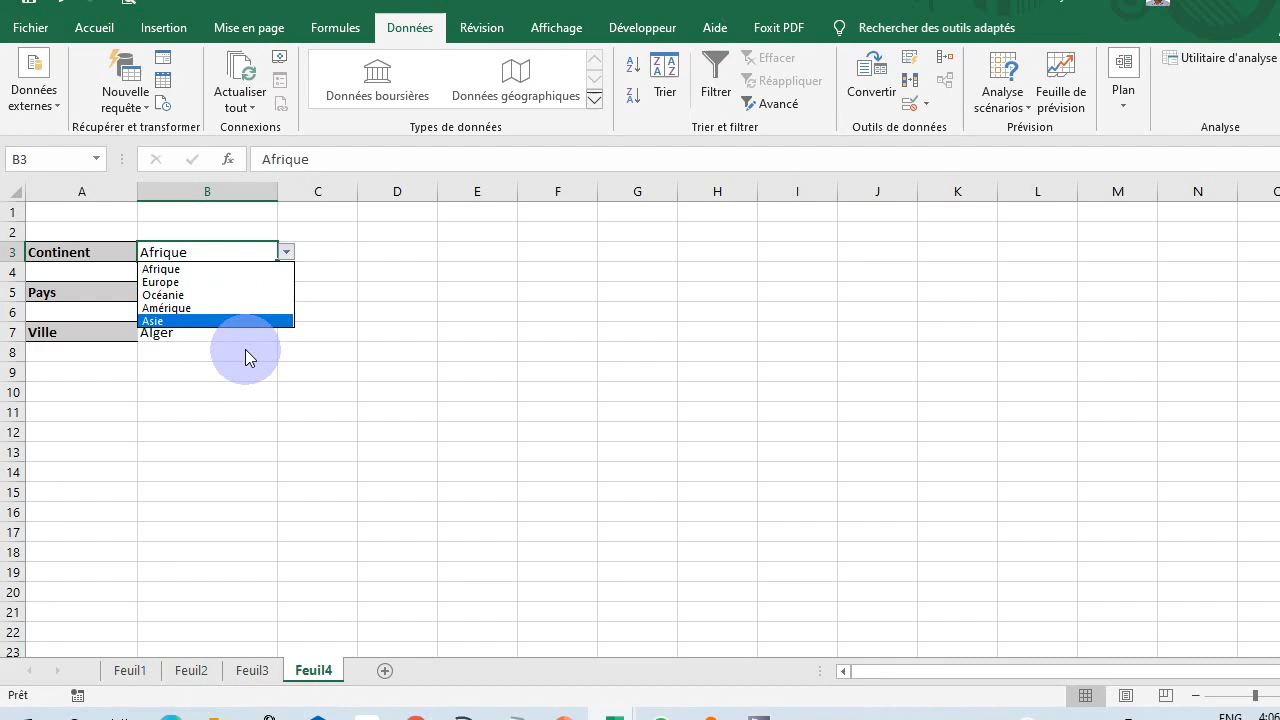 Fichier Accueil Insertion Mise en page Formules Données Révision Affichage Développeur Aide Foxit PDF Rechercher des outils adaptés
Données externes
Nouvelle requête
Récupérer et transformer
Actualiser tout
Connexions
Données boursières
Données géographiques
Types de données
Trier
Filtrer
Effacer
Réappliquer
Avancé
Trier et filtrer
Convertir
Outils de données
Analyse scénarios
Feuille de prévision
Prévision
Plan
Utilitaire d'analyse
Analyse
B3
fx
Afrique
A B C D E F G H I J K L M N
1
2
3 Continent Afrique
4
5 Pays
6
7 Ville Alger
Afrique
Europe
Océanie
Amérique
Asie
8
9
10
11
12
13
14
15
16
17
18
19
20
21
22
23
Feuil1 Feuil2 Feuil3 Feuil4
Prêt
ENG